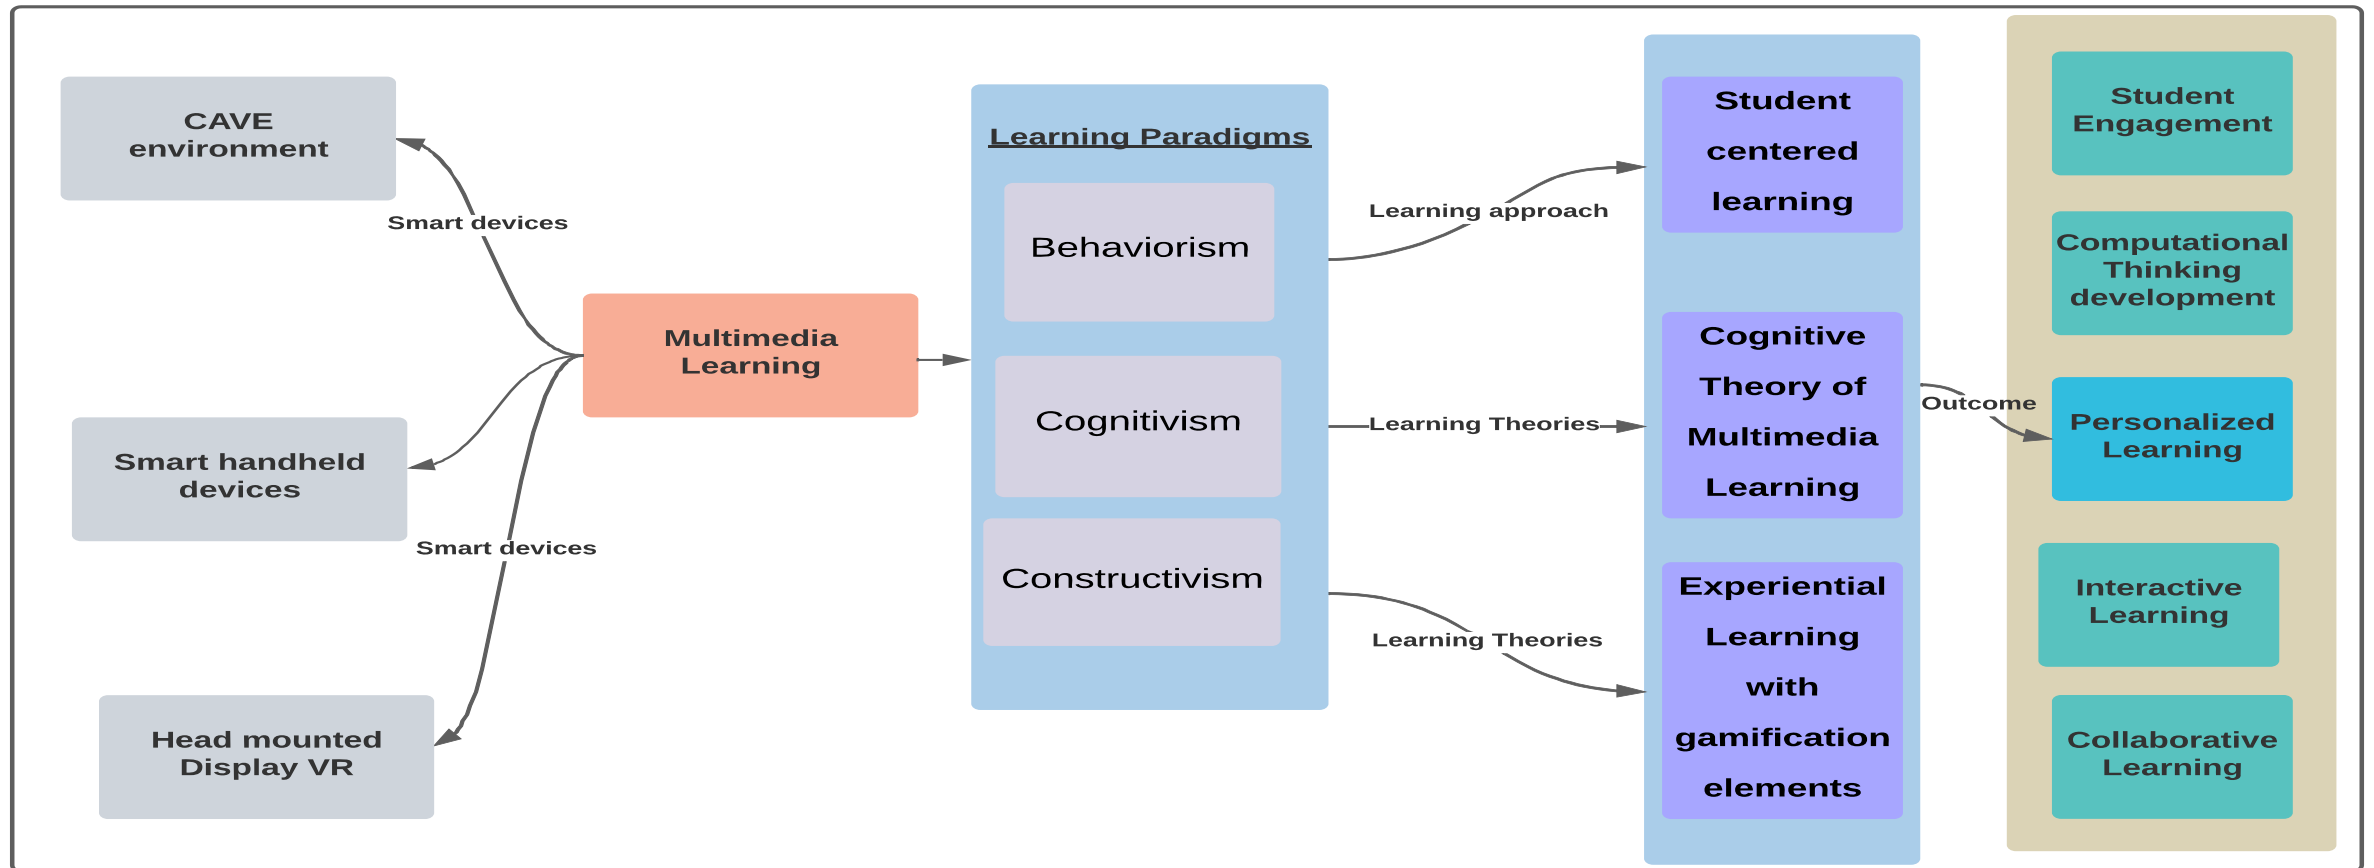 CAVE
environment
Smart devices
Smart handheld
devices
Smart devices
Head mounted
Display VR
Multimedia
Learning
Learning Paradigms
Behaviorism
Cognitivism
Constructivism
Learning approach
Learning Theories
Learning Theories
Student
centered
learning
Cognitive
Theory of
Multimedia
Learning
Experiential
Learning
with
gamification
elements
Outcome
Student
Engagement
Computational
Thinking
development
Personalized
Learning
Interactive
Learning
Collaborative
Learning